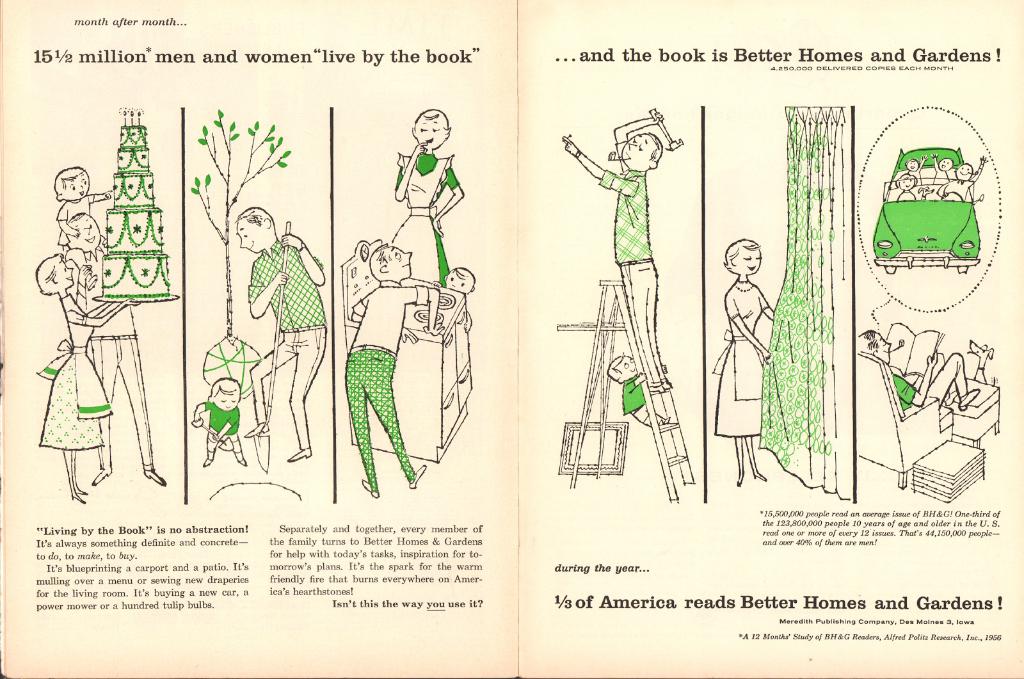 month after month...
15½ million* men and women "live by the book"
"Living by the Book" is no abstraction!
It's always something definite and concrete—
to do, to make, to buy.
It's blueprinting a carport and a patio. It's
mulling over a menu or sewing new draperies
for the living room. It's buying a new car, a
power mower or a hundred tulip bulbs.
Separately and together, every member of
the family turns to Better Homes & Gardens
for help with today's tasks, inspiration for to-
morrow's plans. It's the spark for the warm
friendly fire that burns everywhere on Amer-
ica's hearthstones!
Isn't this the way you use it?
...and the book is Better Homes and Gardens!
4,250,000 DELIVERED COPIES EACH MONTH
*15,500,000 people read an average issue of BH&G! One-third of
the 123,800,000 people 10 years of age and older in the U. S.
read one or more of every 12 issues. That's 44,150,000 people—
and over 40% of them are men!
during the year...
⅓ of America reads Better Homes and Gardens!
Meredith Publishing Company, Des Moines 3, Iowa
*A 12 Months' Study of BH&G Readers, Alfred Politz Research, Inc., 1956